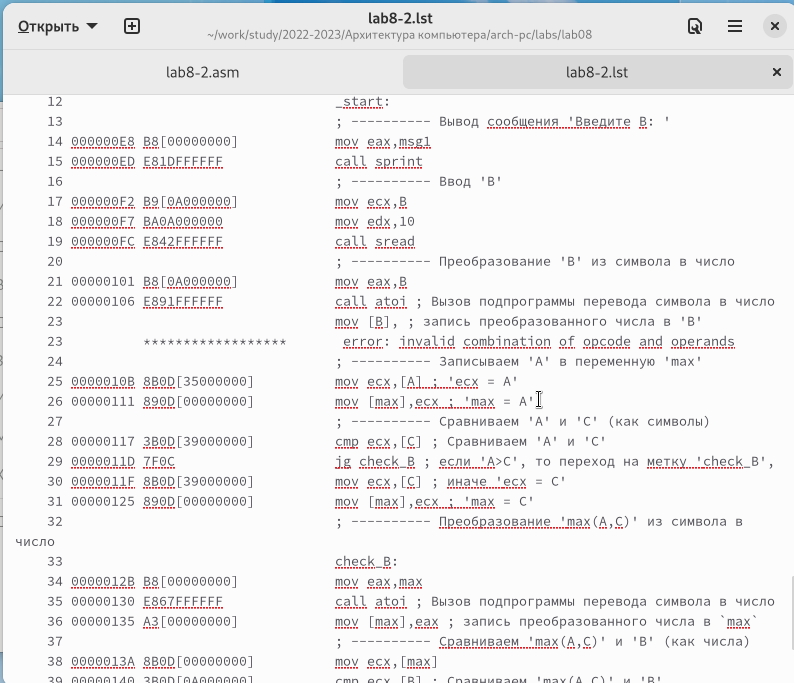 Открыть
lab8-2.lst
~/work/study/2022-2023/Архитектура компьютера/arch-pc/labs/lab08
lab8-2.asm
lab8-2.lst
12 _start:
13 ; ---------- Вывод сообщения 'Введите B: '
14 000000E8 B8[00000000] mov eax,msg1
15 000000ED E81DFFFFFF call sprint
16 ; ---------- Ввод 'B'
17 000000F2 B9[0A000000] mov ecx,B
18 000000F7 BA0A000000 mov edx,10
19 000000FC E842FFFFFF call sread
20 ; ---------- Преобразование 'B' из символа в число
21 00000101 B8[0A000000] mov eax,B
22 00000106 E891FFFFFF call atoi ; Вызов подпрограммы перевода символа в число
23 mov [B], ; запись преобразованного числа в 'B'
23 ****************** error: invalid combination of opcode and operands
24 ; ---------- Записываем 'A' в переменную 'max'
25 0000010B 8B0D[35000000] mov ecx,[A] ; 'ecx = A'
26 00000111 890D[00000000] mov [max],ecx ; 'max = A'
27 ; ---------- Сравниваем 'A' и 'C' (как символы)
28 00000117 3B0D[39000000] cmp ecx,[C] ; Сравниваем 'A' и 'C'
29 0000011D 7F0C jg check_B ; если 'A>C', то переход на метку 'check_B',
30 0000011F 8B0D[39000000] mov ecx,[C] ; иначе 'ecx = C'
31 00000125 890D[00000000] mov [max],ecx ; 'max = C'
32 ; ---------- Преобразование 'max(A,C)' из символа в
число
33 check_B:
34 0000012B B8[00000000] mov eax,max
35 00000130 E867FFFFFF call atoi ; Вызов подпрограммы перевода символа в число
36 00000135 A3[00000000] mov [max],eax ; запись преобразованного числа в `max`
37 ; ---------- Сравниваем 'max(A,C)' и 'B' (как числа)
38 0000013A 8B0D[00000000] mov ecx,[max]
39 00000140 3B0D[0A000000] cmp ecx,[B] ; Сравниваем 'max(A,C)' и 'B'